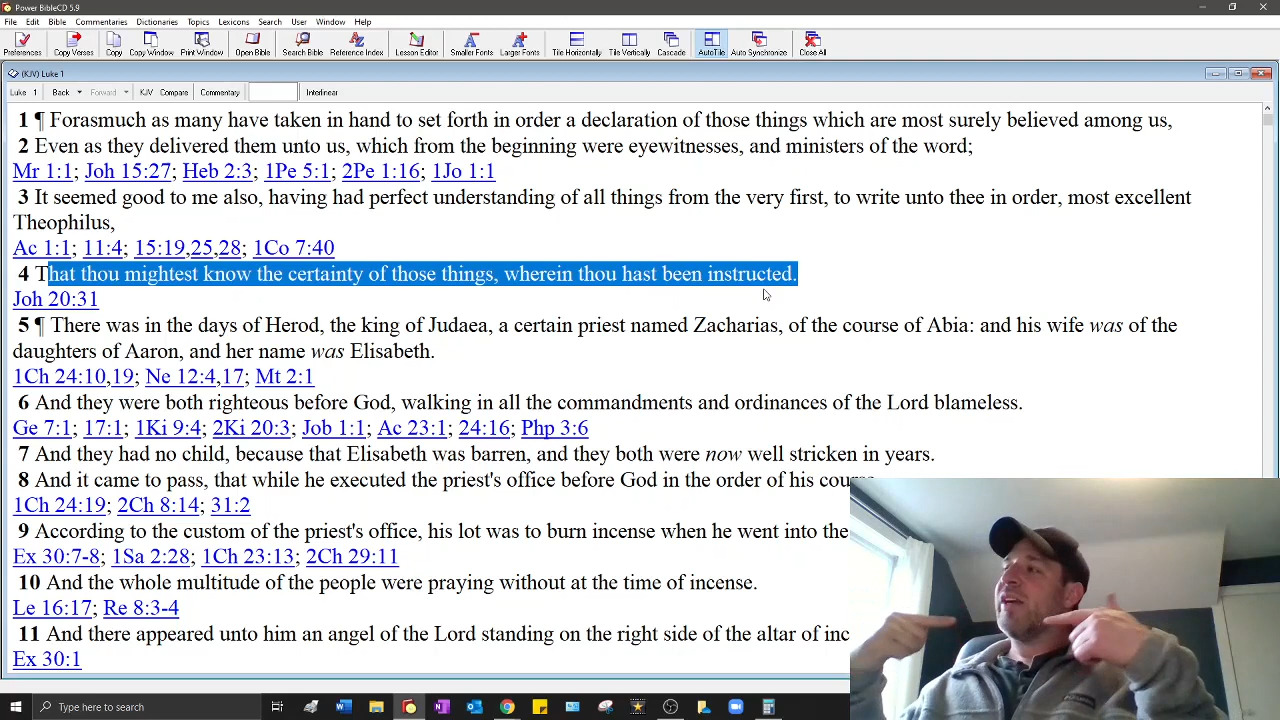 Power BibleCD 5.9
File Edit Bible Commentaries Dictionaries Topics Lexicons Search User Window Help
Preferences Copy Verses Copy Copy Window Print Window Open Bible Search Bible Reference Index Lesson Editor Smaller Fonts Larger Fonts Tile Horizontally Tile Vertically Cascade AutoTile Auto Synchronize Close All
(KJV) Luke 1
Luke 1 Back Forward KJV Compare Commentary Interlinear
1 ¶ Forasmuch as many have taken in hand to set forth in order a declaration of those things which are most surely believed among us,
2 Even as they delivered them unto us, which from the beginning were eyewitnesses, and ministers of the word;
Mr 1:1; Joh 15:27; Heb 2:3; 1Pe 5:1; 2Pe 1:16; 1Jo 1:1
3 It seemed good to me also, having had perfect understanding of all things from the very first, to write unto thee in order, most excellent
Theophilus,
Ac 1:1; 11:4; 15:19,25,28; 1Co 7:40
4 That thou mightest know the certainty of those things, wherein thou hast been instructed.
Joh 20:31
5 ¶ There was in the days of Herod, the king of Judaea, a certain priest named Zacharias, of the course of Abia: and his wife was of the
daughters of Aaron, and her name was Elisabeth.
1Ch 24:10,19; Ne 12:4,17; Mt 2:1
6 And they were both righteous before God, walking in all the commandments and ordinances of the Lord blameless.
Ge 7:1; 17:1; 1Ki 9:4; 2Ki 20:3; Job 1:1; Ac 23:1; 24:16; Php 3:6
7 And they had no child, because that Elisabeth was barren, and they both were now well stricken in years.
8 And it came to pass, that while he executed the priest's office before God in the order of his course
1Ch 24:19; 2Ch 8:14; 31:2
9 According to the custom of the priest's office, his lot was to burn incense when he went into the
Ex 30:7-8; 1Sa 2:28; 1Ch 23:13; 2Ch 29:11
10 And the whole multitude of the people were praying without at the time of incense.
Le 16:17; Re 8:3-4
11 And there appeared unto him an angel of the Lord standing on the right side of the altar of inc
Ex 30:1
Type here to search